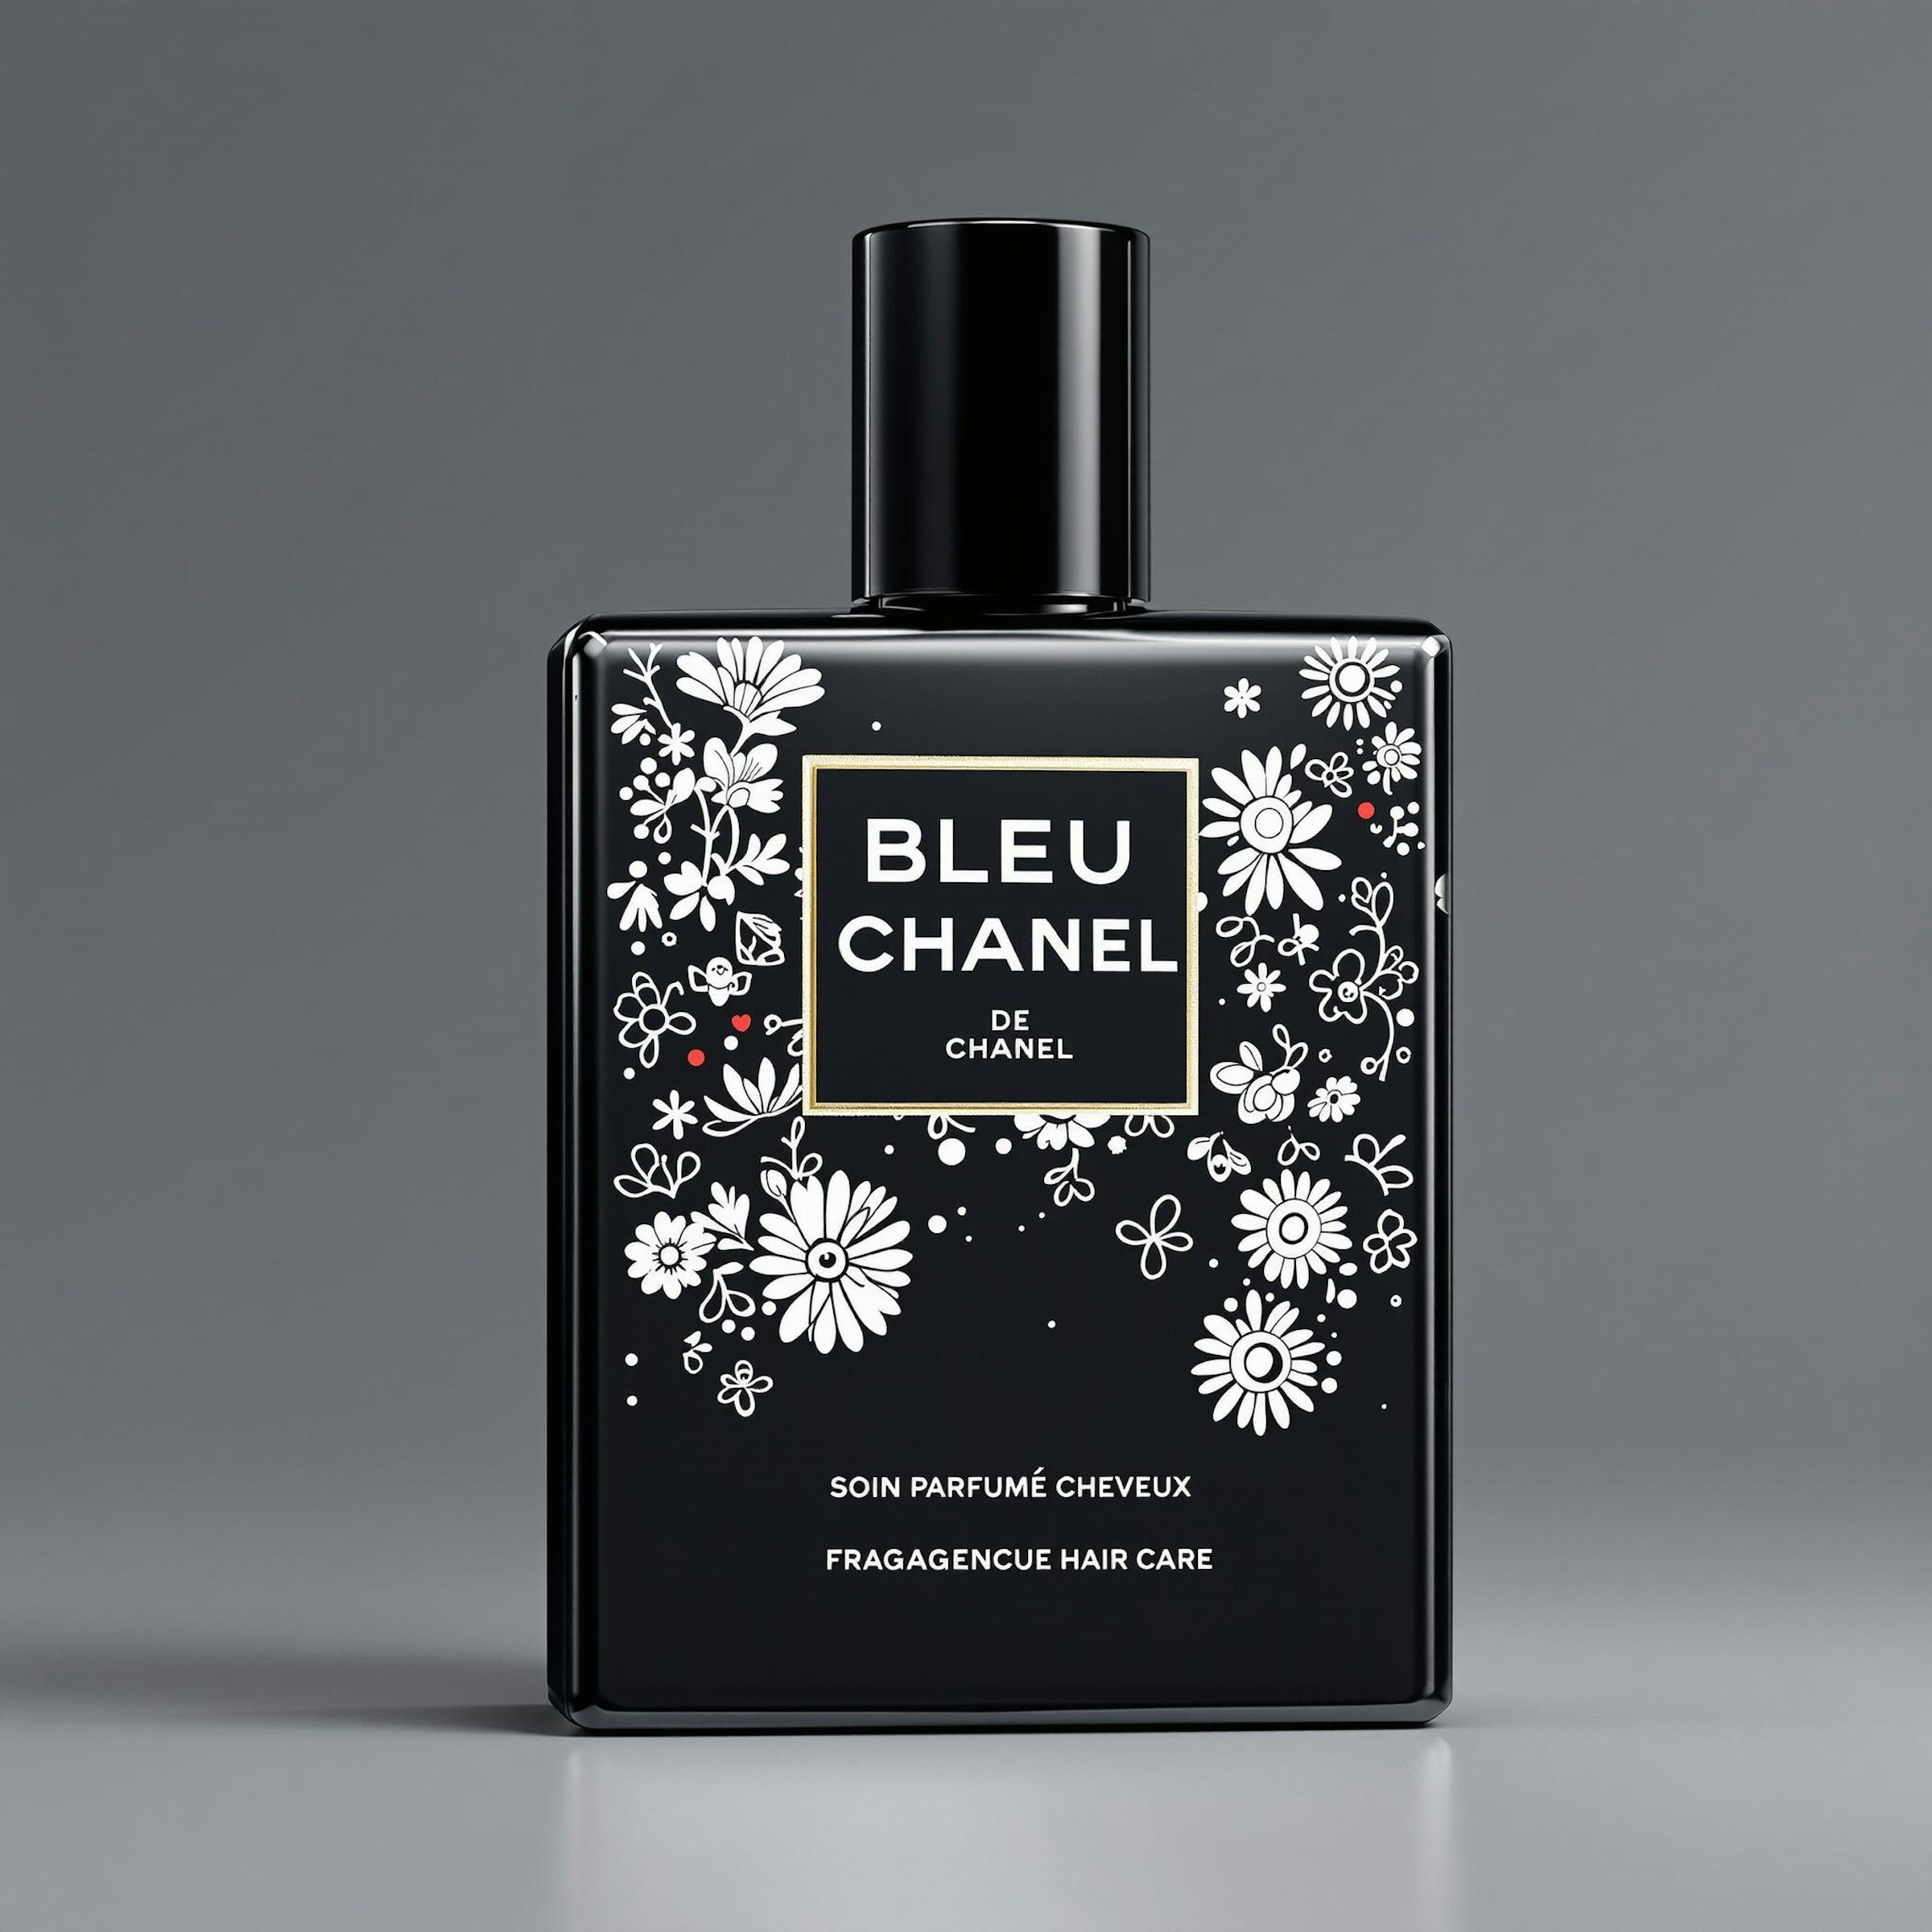 BLEU
CHANEL
DE
CHANEL
SOIN PARFUMÉ CHEVEUX
FRAGAGENCUE HAIR CARE